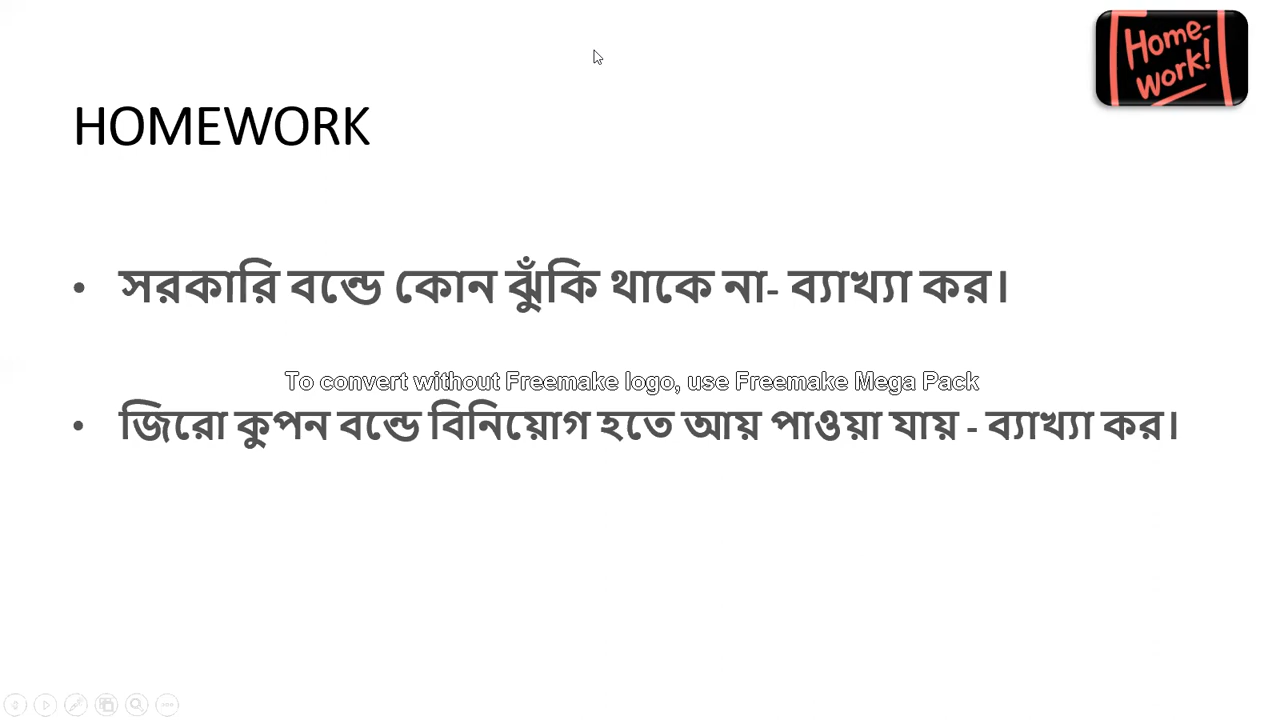 Home-
work!
HOMEWORK
• সরকারি বন্ডে কোন ঝুঁকি থাকে না- ব্যাখ্যা কর।
To convert without Freemake logo, use Freemake Mega Pack
• জিরো কুপন বন্ডে বিনিয়োগ হতে আয় পাওয়া যায় - ব্যাখ্যা কর।